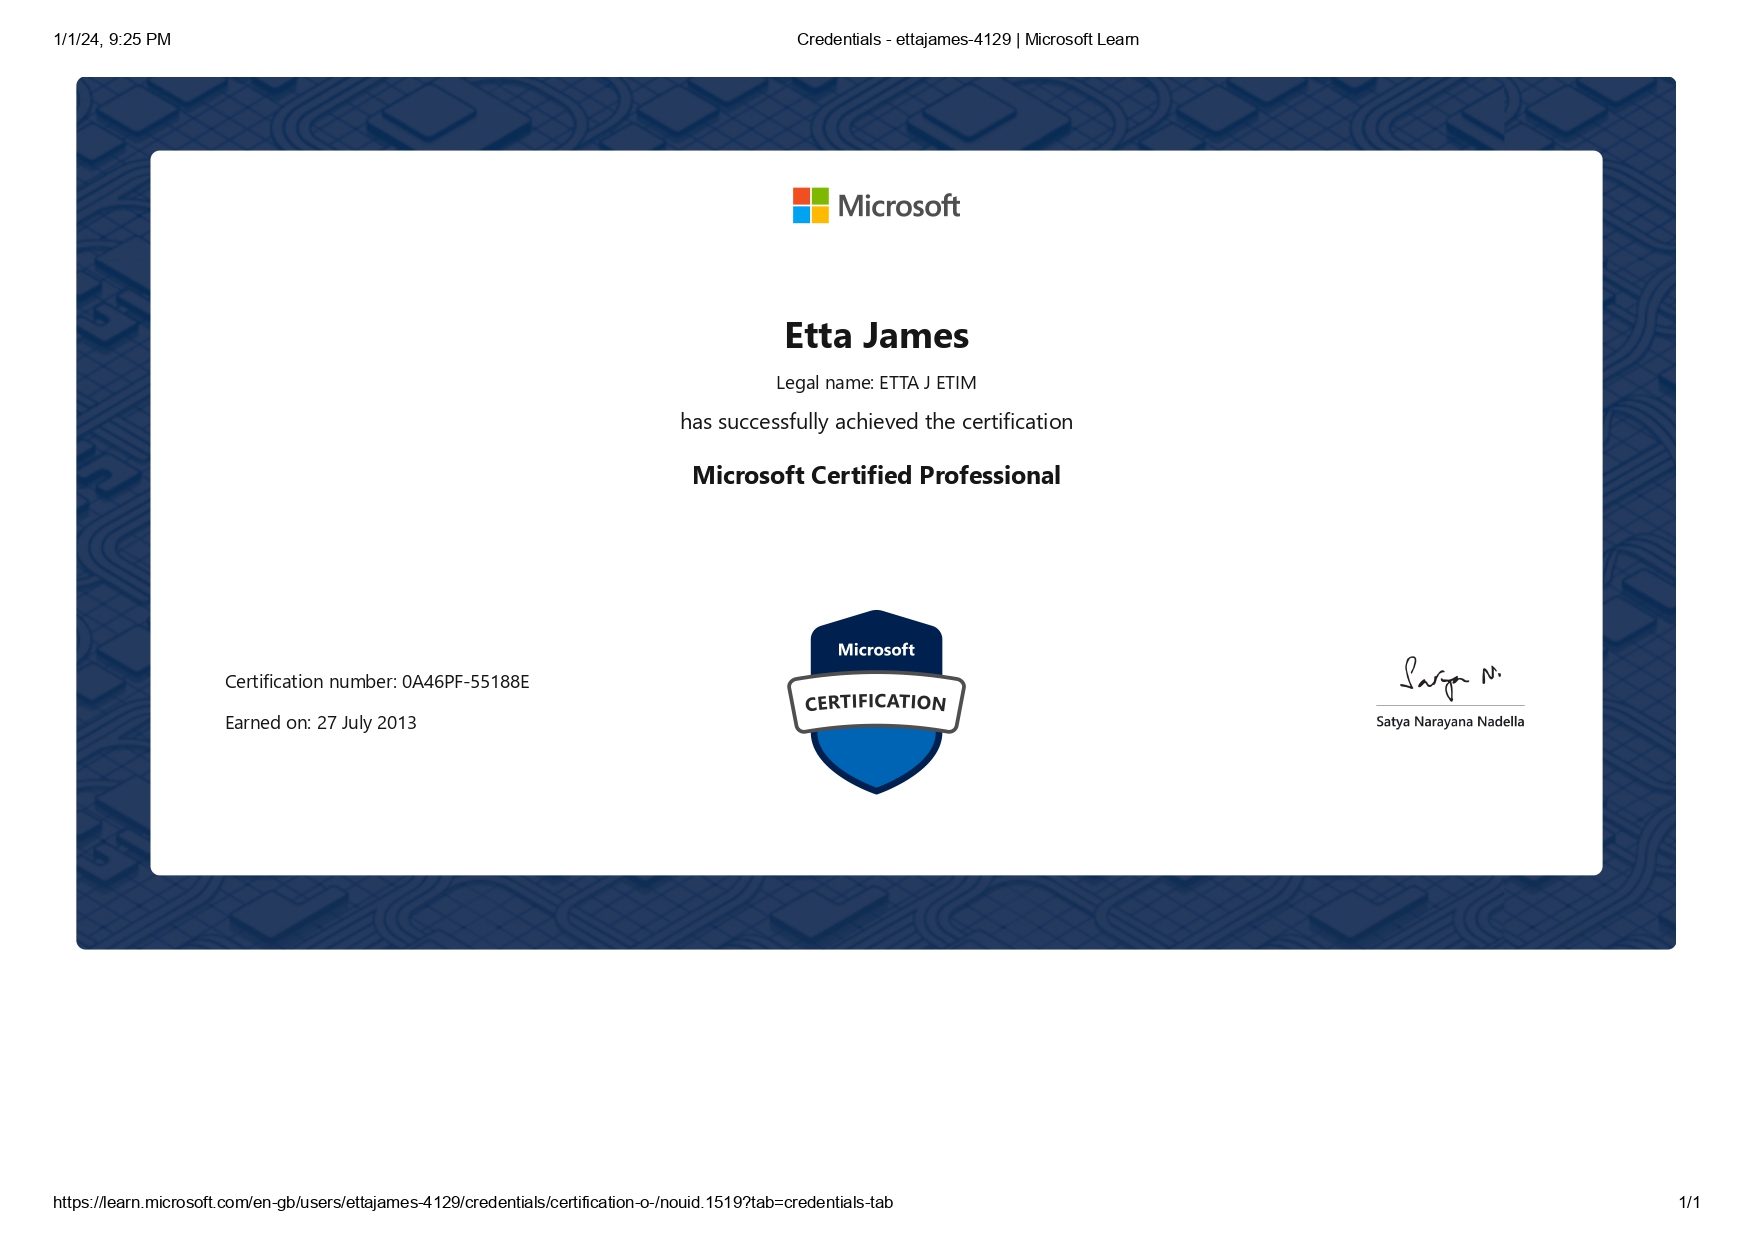 1/1/24, 9:25 PM
Credentials - ettajames-4129 | Microsoft Learn
Microsoft
Etta James
Legal name: ETTA J ETIM
has successfully achieved the certification
Microsoft Certified Professional
Microsoft
CERTIFICATION
Certification number: 0A46PF-55188E
Earned on: 27 July 2013
Satya N.
Satya Narayana Nadella
https://learn.microsoft.com/en-gb/users/ettajames-4129/credentials/certification-o-/nouid.1519?tab=credentials-tab
1/1